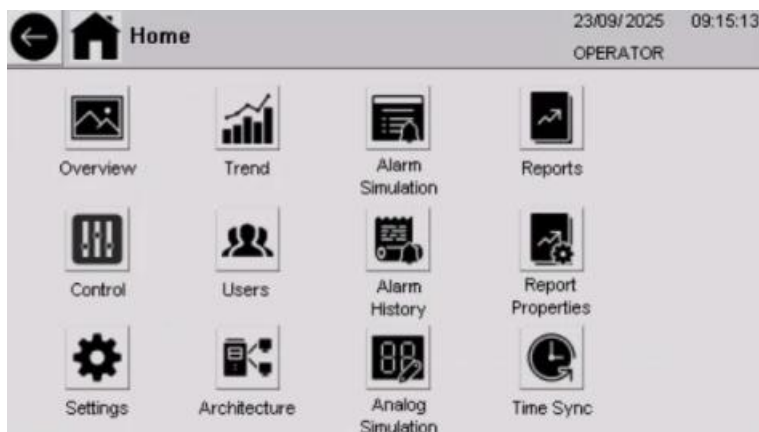 Home
23/09/2025 09:15:13
OPERATOR
Overview
Trend
Alarm
Simulation
Reports
Control
Users
Alarm
History
Report
Properties
Settings
Architecture
Analog
Simulation
Time Sync